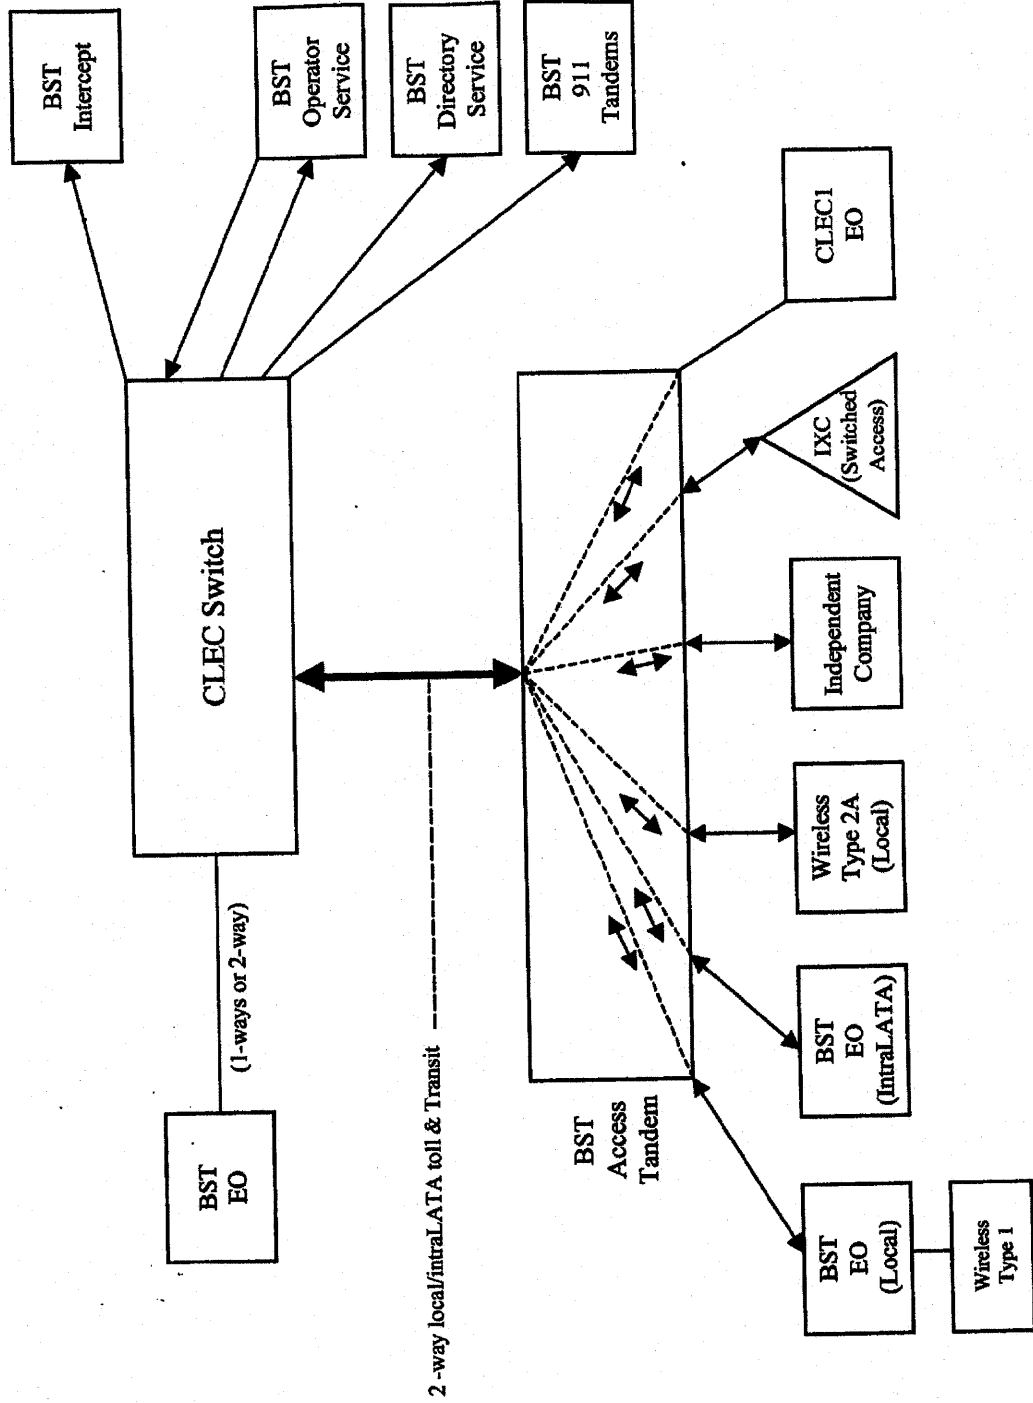 BST
Intercept
BST
Operator
Service
BST
Directory
Service
BST
911
Tandems
CLEC Switch
(1-ways or 2-way)
BST
EO
2 -way local/intraLATA toll & Transit
BST
Access
Tandem
CLEC1
EO
IXC
(Switched
Access)
Independent
Company
Wireless
Type 2A
(Local)
BST
EO
(IntraLATA)
BST
EO
(Local)
Wireless
Type 1